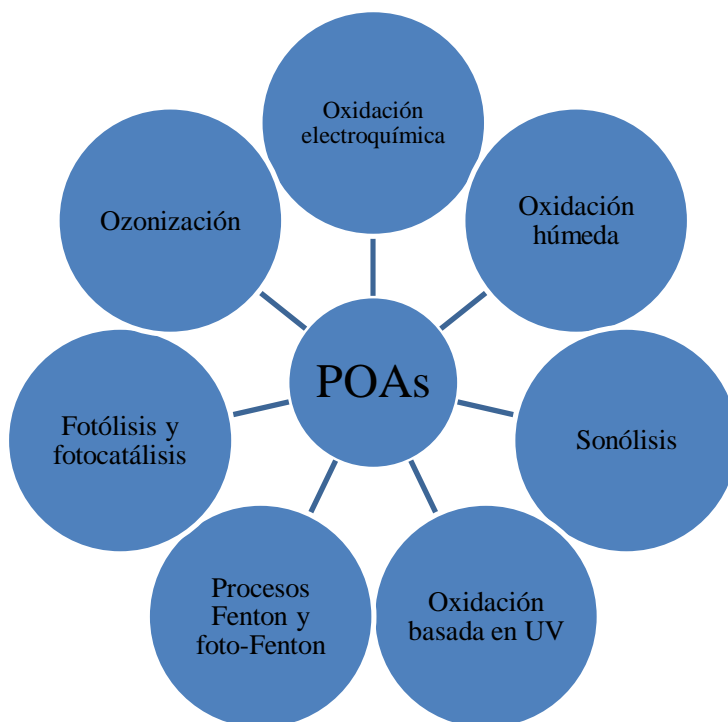 Oxidación
electroquímica
Oxidación
húmeda
Sonólisis
Oxidación
basada en UV
Procesos
Fenton y
foto-Fenton
Fotólisis y
fotocatálisis
Ozonización
POAs